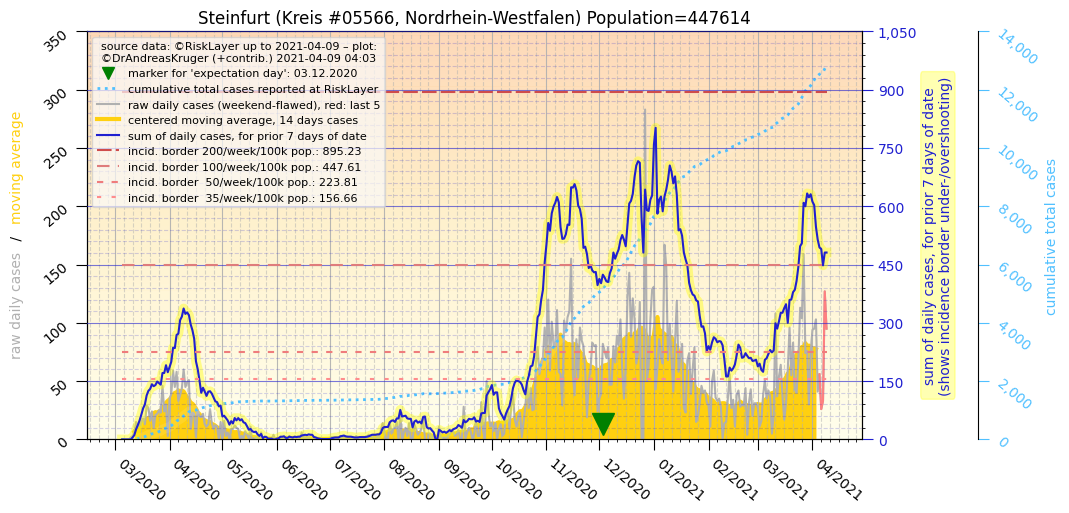 Steinfurt (Kreis #05566, Nordrhein-Westfalen) Population=447614
source data: ©RiskLayer up to 2021-04-09 – plot:
©DrAndreasKruger (+contrib.) 2021-04-09 04:03
marker for 'expectation day': 03.12.2020
cumulative total cases reported at RiskLayer
raw daily cases (weekend-flawed), red: last 5
centered moving average, 14 days cases
sum of daily cases, for prior 7 days of date
incid. border 200/week/100k pop.: 895.23
incid. border 100/week/100k pop.: 447.61
incid. border  50/week/100k pop.: 223.81
incid. border  35/week/100k pop.: 156.66
raw daily cases / moving average
350
300
250
200
150
100
50
0
03/2020
04/2020
05/2020
06/2020
07/2020
08/2020
09/2020
10/2020
11/2020
12/2020
01/2021
02/2021
03/2021
04/2021
1,050
900
750
600
450
300
150
0
sum of daily cases, for prior 7 days of date
(shows incidence border under-/overshooting)
14,000
12,000
10,000
8,000
6,000
4,000
2,000
0
cumulative total cases